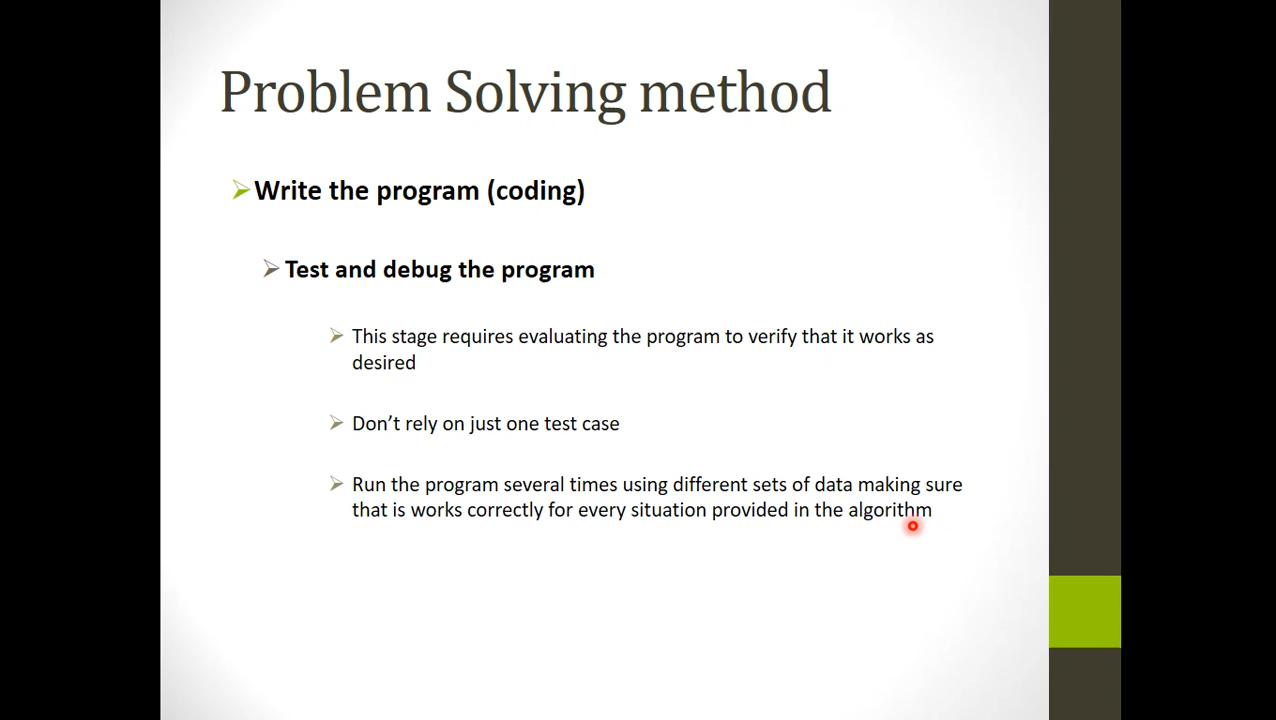 Problem Solving method
Write the program (coding)
Test and debug the program
This stage requires evaluating the program to verify that it works as
desired
Don’t rely on just one test case
Run the program several times using different sets of data making sure
that is works correctly for every situation provided in the algorithm